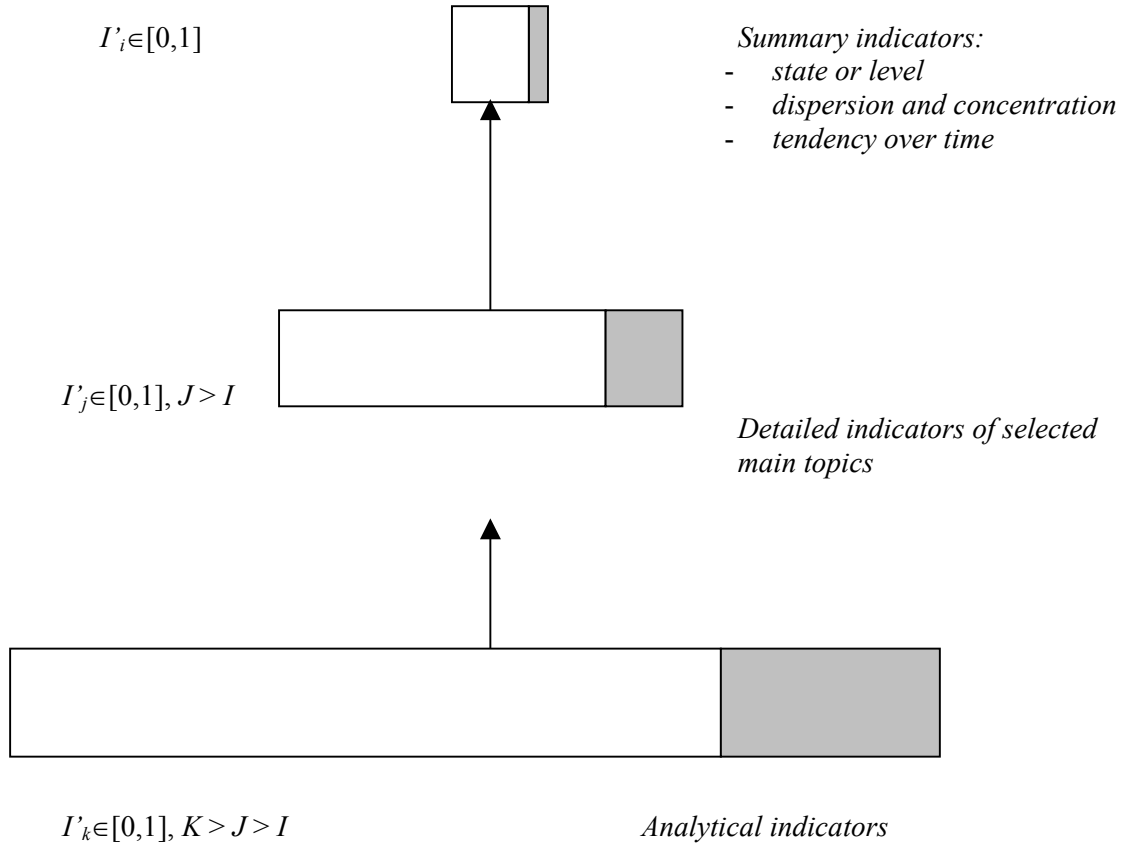 I’i∈[0,1]
Summary indicators:
- state or level
- dispersion and concentration
- tendency over time
I’j∈[0,1], J > I
Detailed indicators of selected
main topics
I’k∈[0,1], K > J > I
Analytical indicators